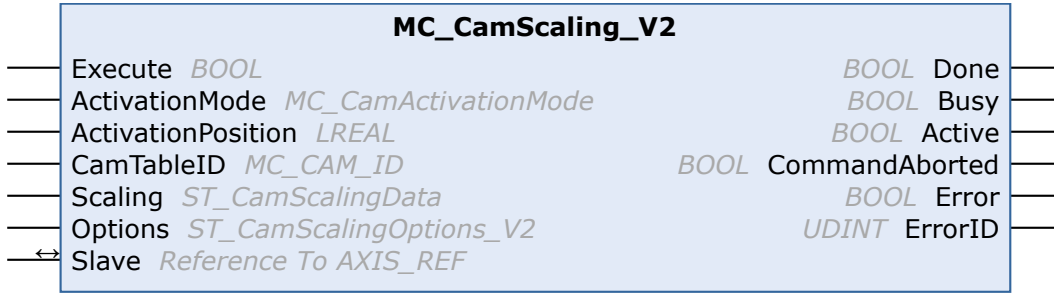 MC_CamScaling_V2
Execute BOOL BOOL Done
ActivationMode MC_CamActivationMode BOOL Busy
ActivationPosition LREAL BOOL Active
CamTableID MC_CAM_ID BOOL CommandAborted
Scaling ST_CamScalingData BOOL Error
Options ST_CamScalingOptions_V2 UDINT ErrorID
↔ Slave Reference To AXIS_REF